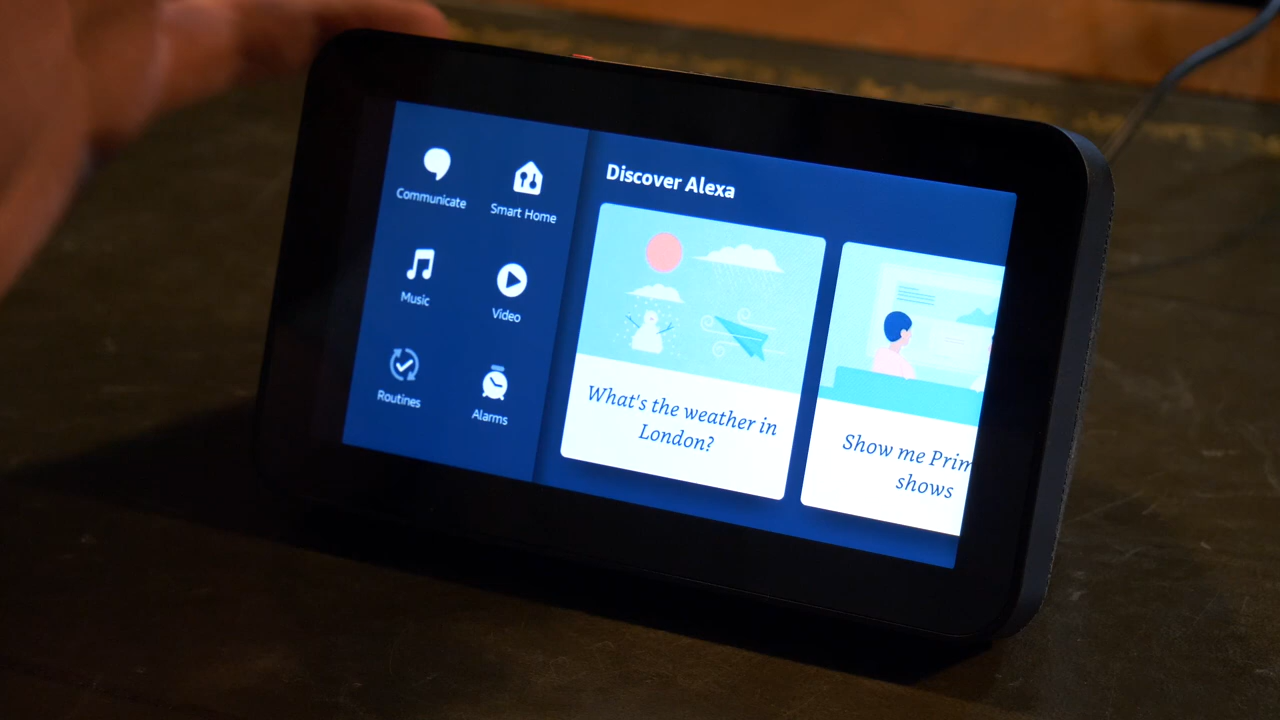 Communicate
Smart Home
Music
Video
Routines
Alarms
Discover Alexa
What's the weather in
London?
Show me Prim
shows